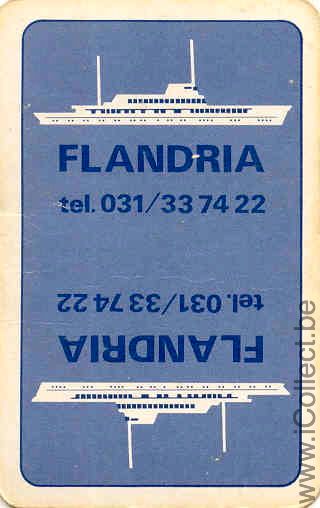 FLANDRIA
tel. 031/33 74 22
tel. 031/33 74 22
FLANDRIA
www.iCollect.be